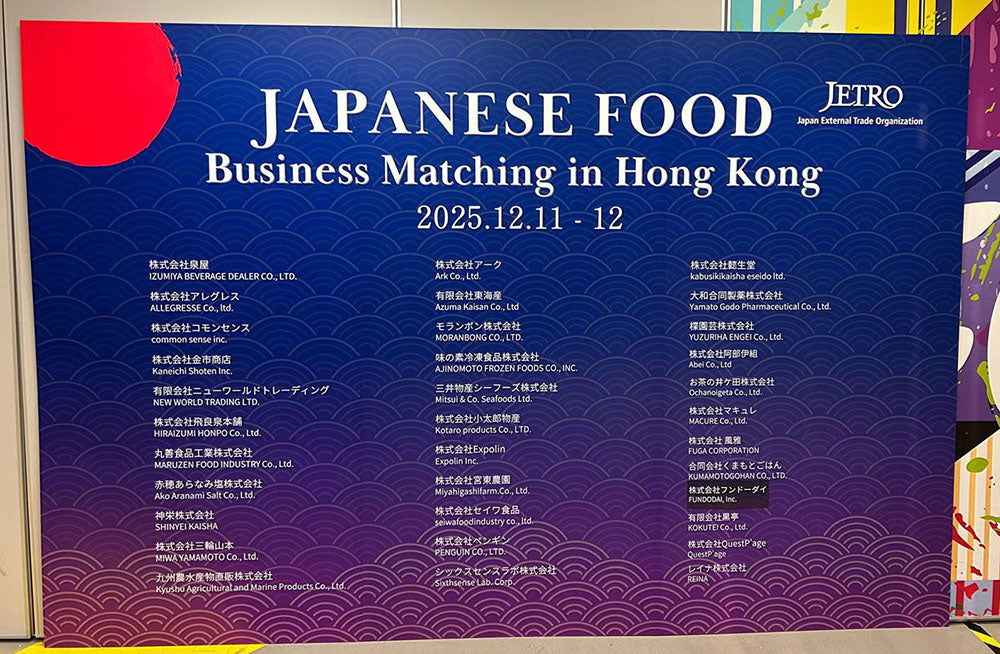 JAPANESE FOOD
JETRO
Japan External Trade Organization
Business Matching in Hong Kong
2025.12.11 - 12
株式会社泉屋
IZUMIYA BEVERAGE DEALER CO., LTD.
株式会社アレグレス
ALLEGRESSE Co., ltd.
株式会社コモンセンス
common sense inc.
株式会社金市商店
Kaneichi Shoten Inc.
有限会社ニューワールドトレーディング
NEW WORLD TRADING LTD.
株式会社飛良泉本舗
HIRAIZUMI HONPO Co., Ltd.
丸善食品工業株式会社
MARUZEN FOOD INDUSTRY Co., Ltd.
赤穂あらなみ塩株式会社
Ako Aranami Salt Co., Ltd.
神栄株式会社
SHINYEI KAISHA
株式会社三輪山本
MIWA YAMAMOTO Co., Ltd.
九州農水産物直販株式会社
Kyushu Agricultural and Marine Products Co., Ltd.
株式会社アーク
Ark Co., Ltd.
有限会社東海産
Azuma Kaisan Co., Ltd
モランボン株式会社
MORANBONG CO., LTD.
味の素冷凍食品株式会社
AJINOMOTO FROZEN FOODS CO., INC.
三井物産シーフーズ株式会社
Mitsui & Co. Seafoods Ltd.
株式会社小太郎物産
Kotaro products Co., LTD.
株式会社Expolin
Expolin Inc.
株式会社宮東農園
Miyahigashifarm.Co., Ltd.
株式会社セイワ食品
seiwafoodindustry co., ltd.
株式会社ペンギン
PENGUIN CO., LTD.
シックスセンスラボ株式会社
Sixthsense Lab. Corp.
株式会社懿生堂
kabusikikaisha eseido ltd.
大和合同製薬株式会社
Yamato Godo Pharmaceutical Co., Ltd.
楪園芸株式会社
YUZURIHA ENGEI Co., Ltd.
株式会社阿部伊組
Abei Co., Ltd
お茶の井ケ田株式会社
Ochanoigeta Co., Ltd.
株式会社マキュレ
MACURE Co., Ltd.
株式会社 風雅
FUGA CORPORATION
合同会社くまもとごはん
KUMAMOTOGOHAN CO., LTD.
株式会社フンドーダイ
FUNDODAI, Inc.
有限会社黒亭
KOKUTEI Co., Ltd.
株式会社QuestP'age
QuestP'age
レイナ株式会社
REINA